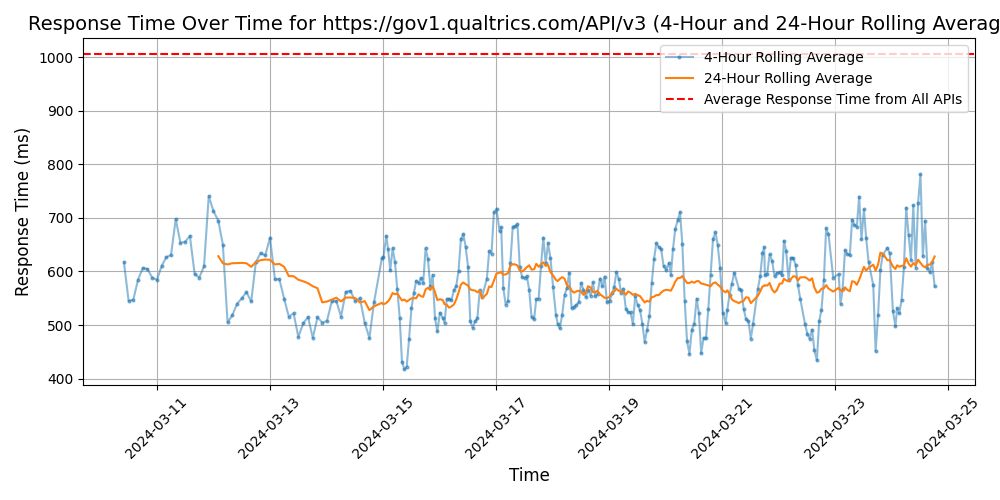 Response Time Over Time for https://gov1.qualtrics.com/API/v3 (4-Hour and 24-Hour Rolling Averag
Response Time (ms)
1000
900
800
700
600
500
400
4-Hour Rolling Average
24-Hour Rolling Average
Average Response Time from All APIs
2024-03-11
2024-03-13
2024-03-15
2024-03-17
2024-03-19
2024-03-21
2024-03-23
2024-03-25
Time